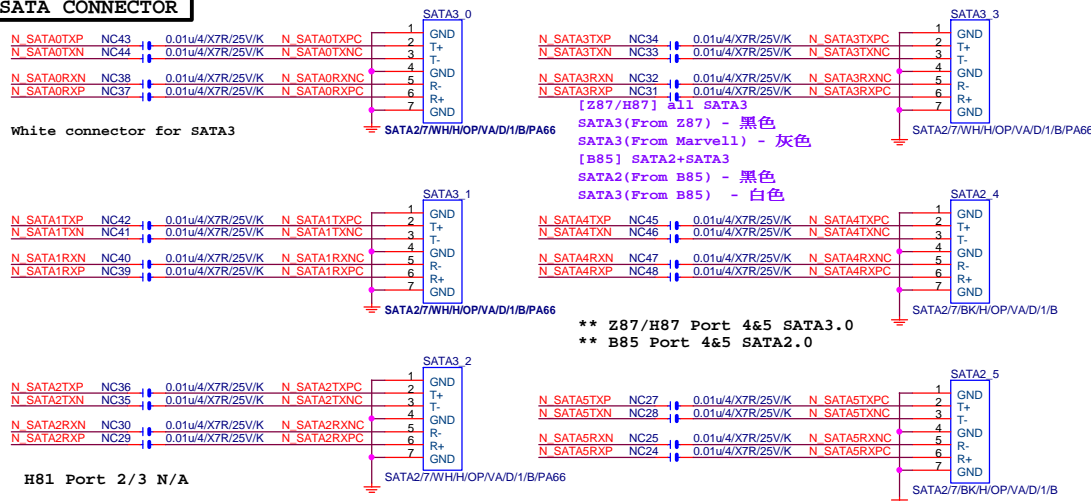 SATA CONNECTOR
SATA3_0
N_SATA0TXP NC43 0.01u/4/X7R/25V/K N_SATA0TXPC
N_SATA0TXN NC44 0.01u/4/X7R/25V/K N_SATA0TXNC
N_SATA0RXN NC38 0.01u/4/X7R/25V/K N_SATA0RXNC
N_SATA0RXP NC37 0.01u/4/X7R/25V/K N_SATA0RXPC
1 GND
2 T+
3 T-
4 GND
5 R-
6 R+
7 GND
SATA2/7/WH/H/OP/VA/D/1/B/PA66
White connector for SATA3
SATA3_3
N_SATA3TXP NC34 0.01u/4/X7R/25V/K N_SATA3TXPC
N_SATA3TXN NC33 0.01u/4/X7R/25V/K N_SATA3TXNC
N_SATA3RXN NC32 0.01u/4/X7R/25V/K N_SATA3RXNC
N_SATA3RXP NC31 0.01u/4/X7R/25V/K N_SATA3RXPC
1 GND
2 T+
3 T-
4 GND
5 R-
6 R+
7 GND
SATA2/7/WH/H/OP/VA/D/1/B/PA66
[Z87/H87] all SATA3
SATA3(From Z87) - 黑色
SATA3(From Marvell) - 灰色
[B85] SATA2+SATA3
SATA2(From B85) - 黑色
SATA3(From B85) - 白色
SATA3_1
N_SATA1TXP NC42 0.01u/4/X7R/25V/K N_SATA1TXPC
N_SATA1TXN NC41 0.01u/4/X7R/25V/K N_SATA1TXNC
N_SATA1RXN NC40 0.01u/4/X7R/25V/K N_SATA1RXNC
N_SATA1RXP NC39 0.01u/4/X7R/25V/K N_SATA1RXPC
1 GND
2 T+
3 T-
4 GND
5 R-
6 R+
7 GND
SATA2/7/WH/H/OP/VA/D/1/B/PA66
SATA2_4
N_SATA4TXP NC45 0.01u/4/X7R/25V/K N_SATA4TXPC
N_SATA4TXN NC46 0.01u/4/X7R/25V/K N_SATA4TXNC
N_SATA4RXN NC47 0.01u/4/X7R/25V/K N_SATA4RXNC
N_SATA4RXP NC48 0.01u/4/X7R/25V/K N_SATA4RXPC
1 GND
2 T+
3 T-
4 GND
5 R-
6 R+
7 GND
SATA2/7/BK/H/OP/VA/D/1/B
** Z87/H87 Port 4&5 SATA3.0
** B85 Port 4&5 SATA2.0
SATA3_2
N_SATA2TXP NC36 0.01u/4/X7R/25V/K N_SATA2TXPC
N_SATA2TXN NC35 0.01u/4/X7R/25V/K N_SATA2TXNC
N_SATA2RXN NC30 0.01u/4/X7R/25V/K N_SATA2RXNC
N_SATA2RXP NC29 0.01u/4/X7R/25V/K N_SATA2RXPC
1 GND
2 T+
3 T-
4 GND
5 R-
6 R+
7 GND
SATA2/7/WH/H/OP/VA/D/1/B/PA66
H81 Port 2/3 N/A
SATA2_5
N_SATA5TXP NC27 0.01u/4/X7R/25V/K N_SATA5TXPC
N_SATA5TXN NC28 0.01u/4/X7R/25V/K N_SATA5TXNC
N_SATA5RXN NC25 0.01u/4/X7R/25V/K N_SATA5RXNC
N_SATA5RXP NC24 0.01u/4/X7R/25V/K N_SATA5RXPC
1 GND
2 T+
3 T-
4 GND
5 R-
6 R+
7 GND
SATA2/7/BK/H/OP/VA/D/1/B